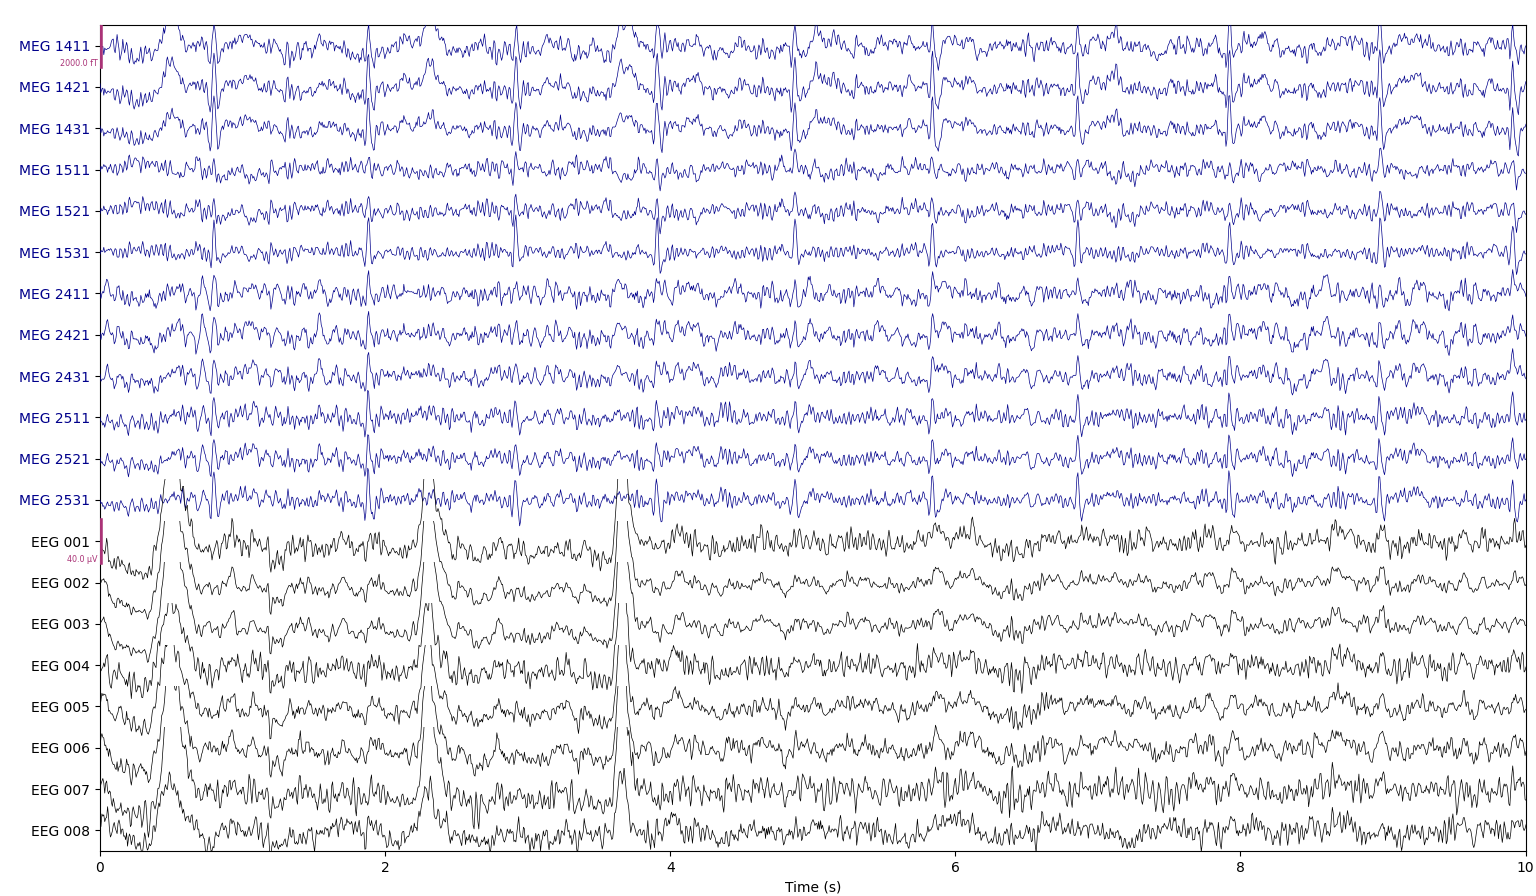 MEG 1411
2000.0 fT
MEG 1421
MEG 1431
MEG 1511
MEG 1521
MEG 1531
MEG 2411
MEG 2421
MEG 2431
MEG 2511
MEG 2521
MEG 2531
EEG 001
40.0 µV
EEG 002
EEG 003
EEG 004
EEG 005
EEG 006
EEG 007
EEG 008
0 2 4 6 8 10
Time (s)